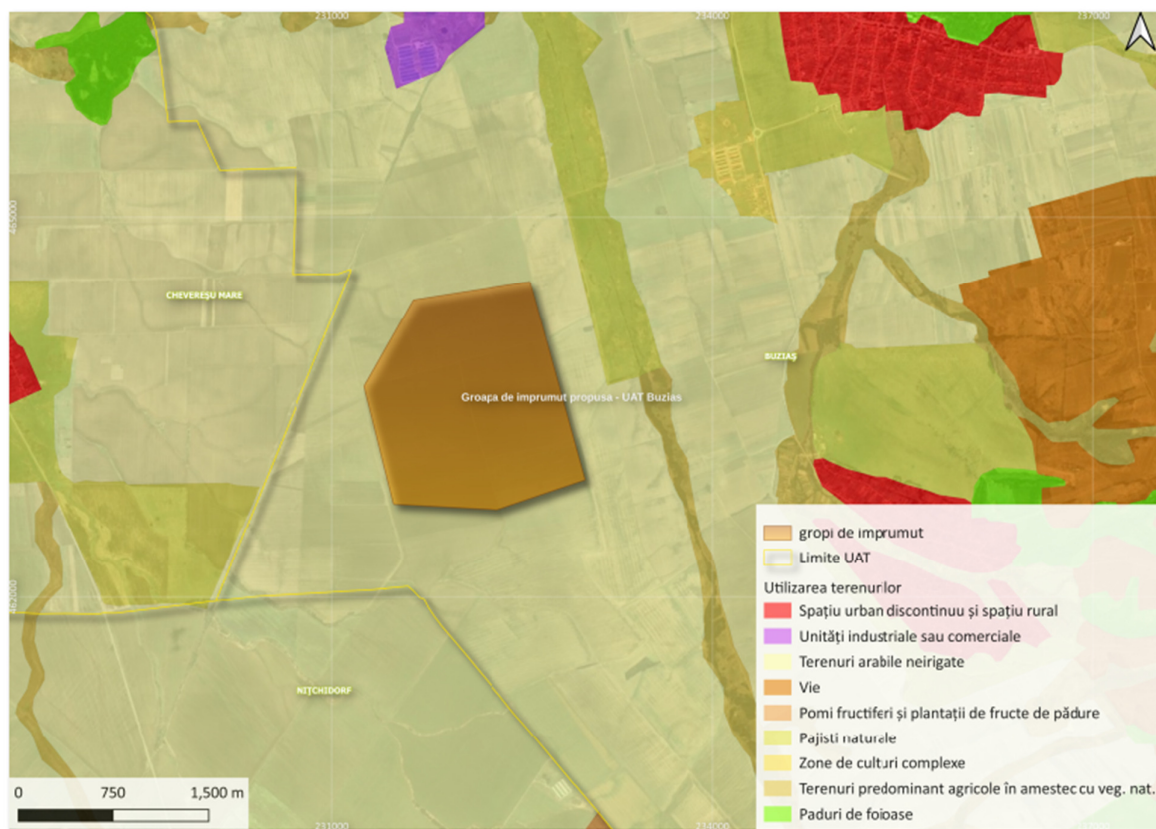 231000
234000
237000
465000
CHEVEREȘU MARE
BUZIAȘ
Groapa de imprumut propusa - UAT Buzias
gropi de imprumut
Limite UAT
Utilizarea terenurilor
Spațiu urban discontinuu și spațiu rural
Unități industriale sau comerciale
Terenuri arabile neirigate
Vie
Pomi fructiferi și plantații de fructe de pădure
Pajisti naturale
Zone de culturi complexe
Terenuri predominant agricole în amestec cu veg. nat.
Paduri de foioase
462000
NIȚCHIDORF
0 750 1,500 m
231000
234000